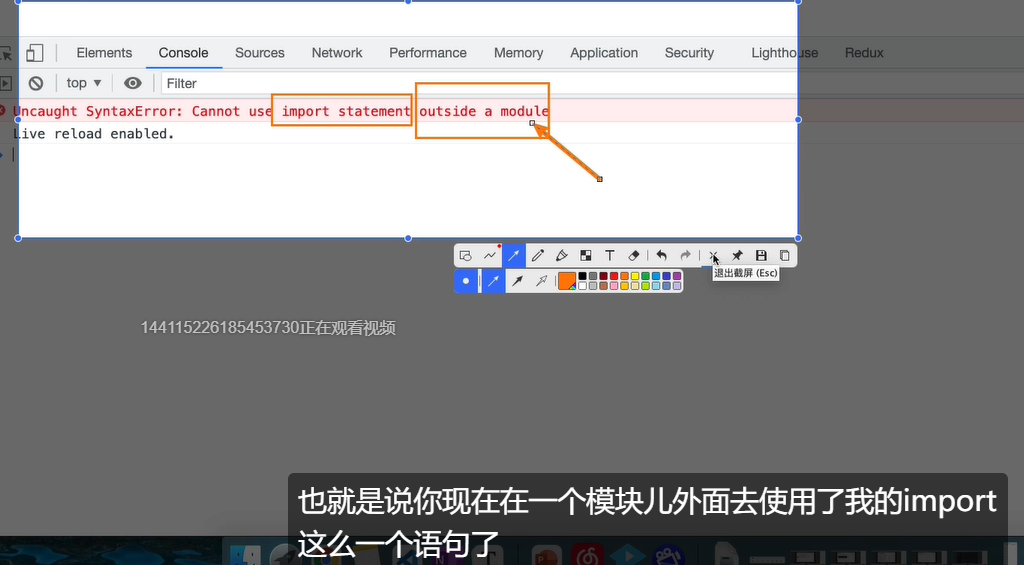 Elements Console Sources Network Performance Memory Application Security Lighthouse Redux
top Filter
Uncaught SyntaxError: Cannot use import statement outside a module
Live reload enabled.
退出截屏 (Esc)
144115226185453730正在观看视频
也就是说你现在在一个模块儿外面去使用了我的import
这么一个语句了